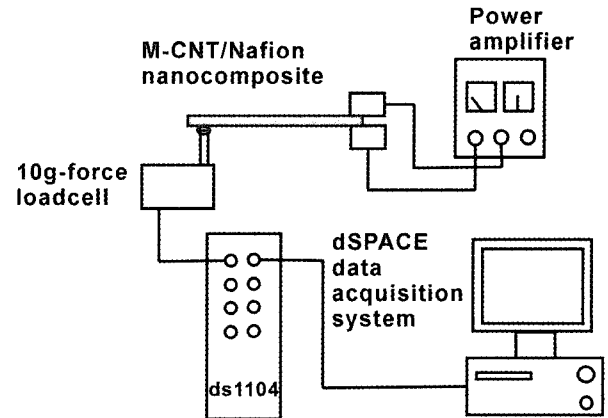 Power
amplifier
M-CNT/Nafion
nanocomposite
10g-force
loadcell
dSPACE
data
acquisition
system
ds1104